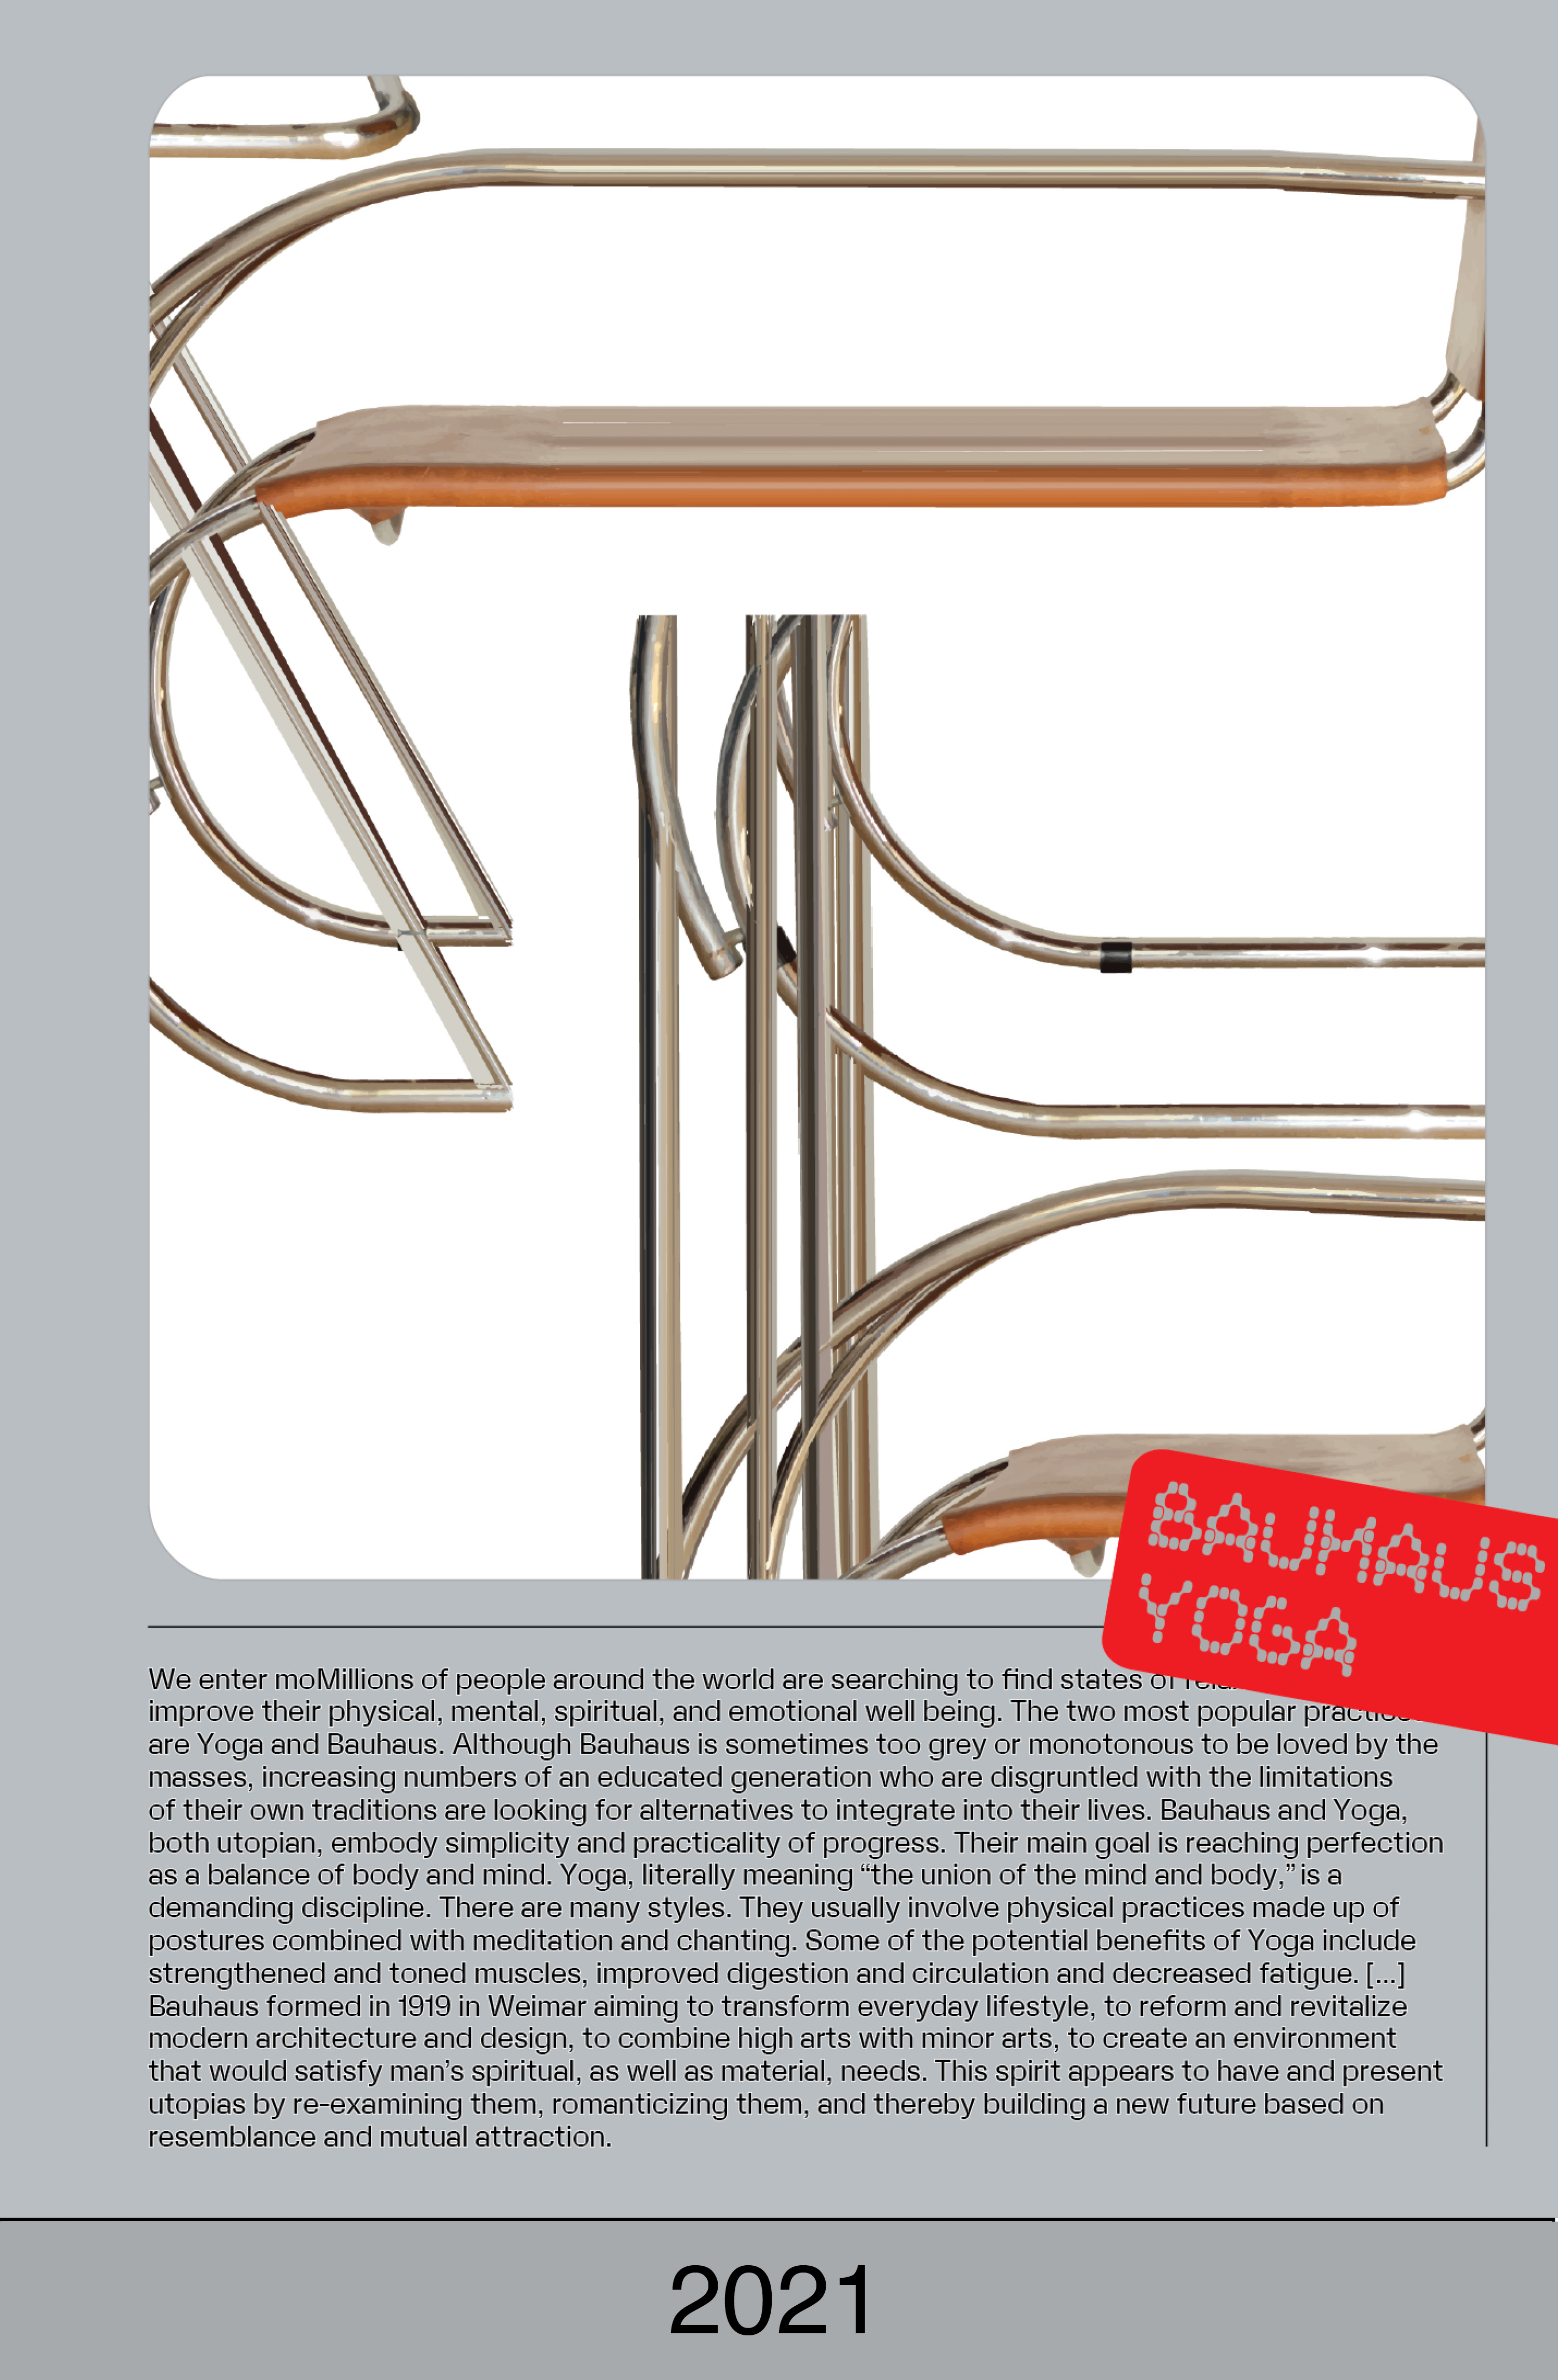 BAUHAUS
YOGA
We enter moMillions of people around the world are searching to find states of
improve their physical, mental, spiritual, and emotional well being. The two most popular
are Yoga and Bauhaus. Although Bauhaus is sometimes too grey or monotonous to be loved by the
masses, increasing numbers of an educated generation who are disgruntled with the limitations
of their own traditions are looking for alternatives to integrate into their lives. Bauhaus and Yoga,
both utopian, embody simplicity and practicality of progress. Their main goal is reaching perfection
as a balance of body and mind. Yoga, literally meaning “the union of the mind and body,” is a
demanding discipline. There are many styles. They usually involve physical practices made up of
postures combined with meditation and chanting. Some of the potential benefits of Yoga include
strengthened and toned muscles, improved digestion and circulation and decreased fatigue. [...]
Bauhaus formed in 1919 in Weimar aiming to transform everyday lifestyle, to reform and revitalize
modern architecture and design, to combine high arts with minor arts, to create an environment
that would satisfy man’s spiritual, as well as material, needs. This spirit appears to have and present
utopias by re-examining them, romanticizing them, and thereby building a new future based on
resemblance and mutual attraction.
2021